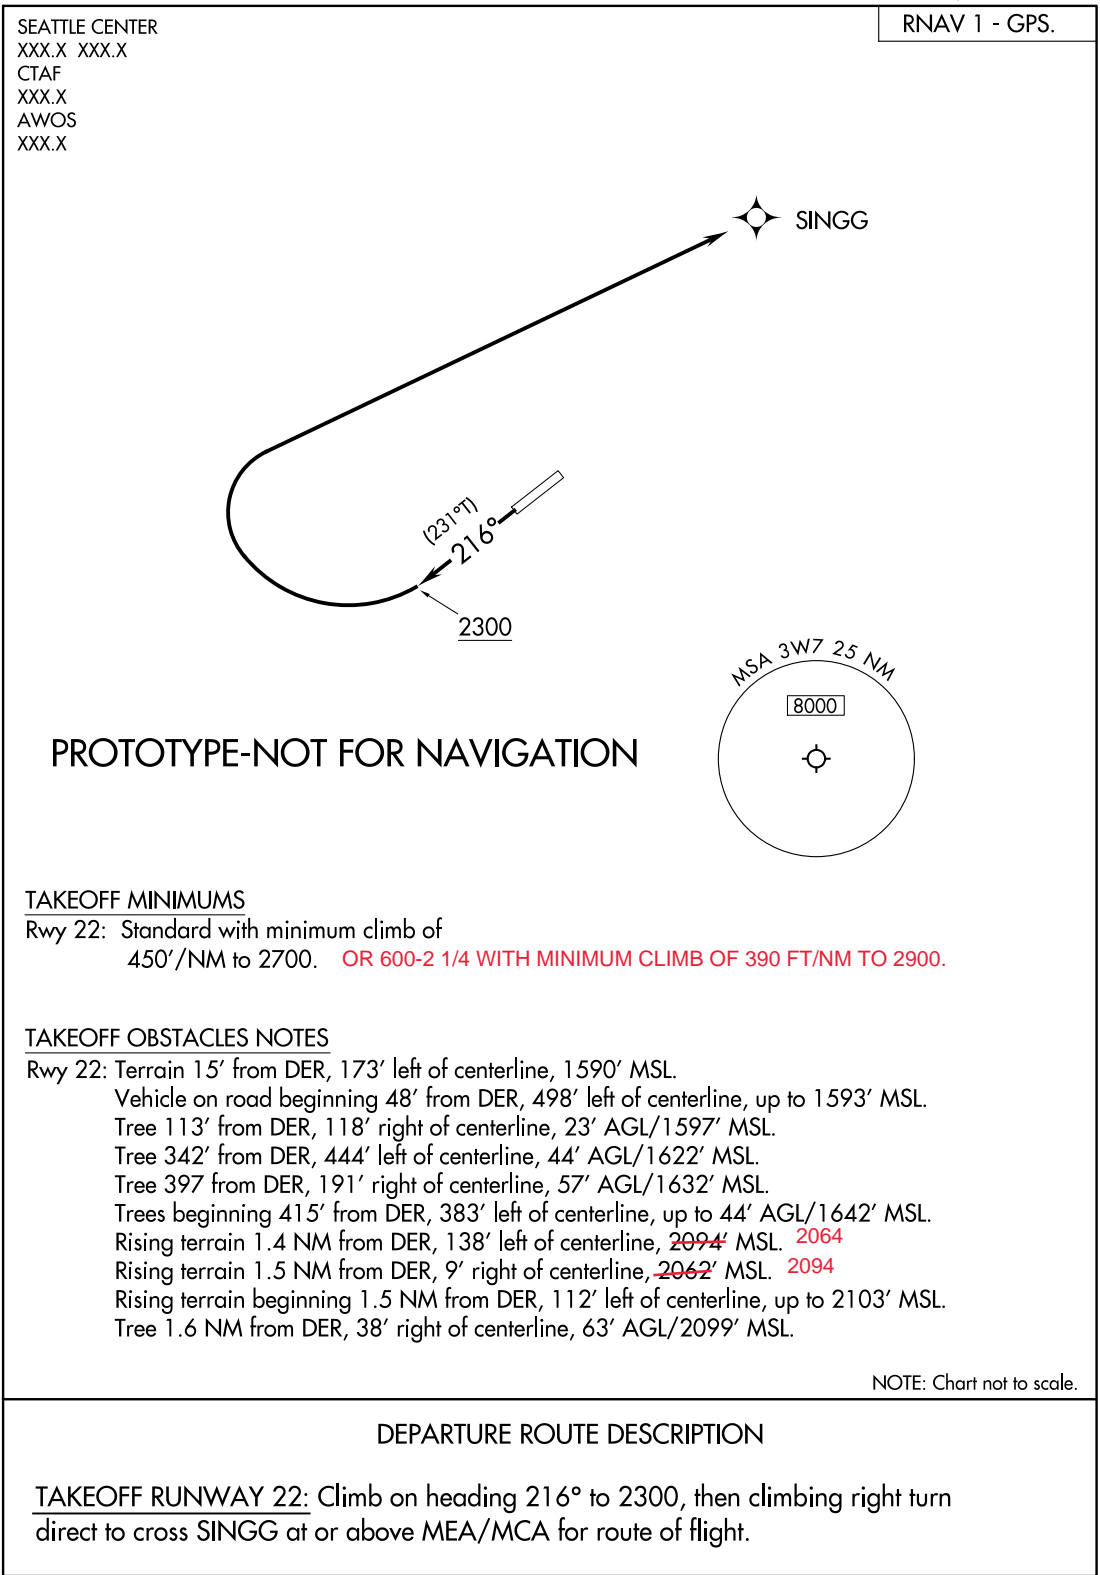 SEATTLE CENTER
XXX.X XXX.X
CTAF
XXX.X
AWOS
XXX.X
RNAV 1 - GPS.
SINGG
(231°T)
216°
2300
MSA 3W7 25 NM
8000
PROTOTYPE-NOT FOR NAVIGATION
TAKEOFF MINIMUMS
Rwy 22: Standard with minimum climb of
450'/NM to 2700. OR 600-2 1/4 WITH MINIMUM CLIMB OF 390 FT/NM TO 2900.
TAKEOFF OBSTACLES NOTES
Rwy 22: Terrain 15' from DER, 173' left of centerline, 1590' MSL.
Vehicle on road beginning 48' from DER, 498' left of centerline, up to 1593' MSL.
Tree 113' from DER, 118' right of centerline, 23' AGL/1597' MSL.
Tree 342' from DER, 444' left of centerline, 44' AGL/1622' MSL.
Tree 397 from DER, 191' right of centerline, 57' AGL/1632' MSL.
Trees beginning 415' from DER, 383' left of centerline, up to 44' AGL/1642' MSL.
Rising terrain 1.4 NM from DER, 138' left of centerline, 2094' MSL. 2064
Rising terrain 1.5 NM from DER, 9' right of centerline, 2062' MSL. 2094
Rising terrain beginning 1.5 NM from DER, 112' left of centerline, up to 2103' MSL.
Tree 1.6 NM from DER, 38' right of centerline, 63' AGL/2099' MSL.
NOTE: Chart not to scale.
DEPARTURE ROUTE DESCRIPTION
TAKEOFF RUNWAY 22: Climb on heading 216° to 2300, then climbing right turn
direct to cross SINGG at or above MEA/MCA for route of flight.